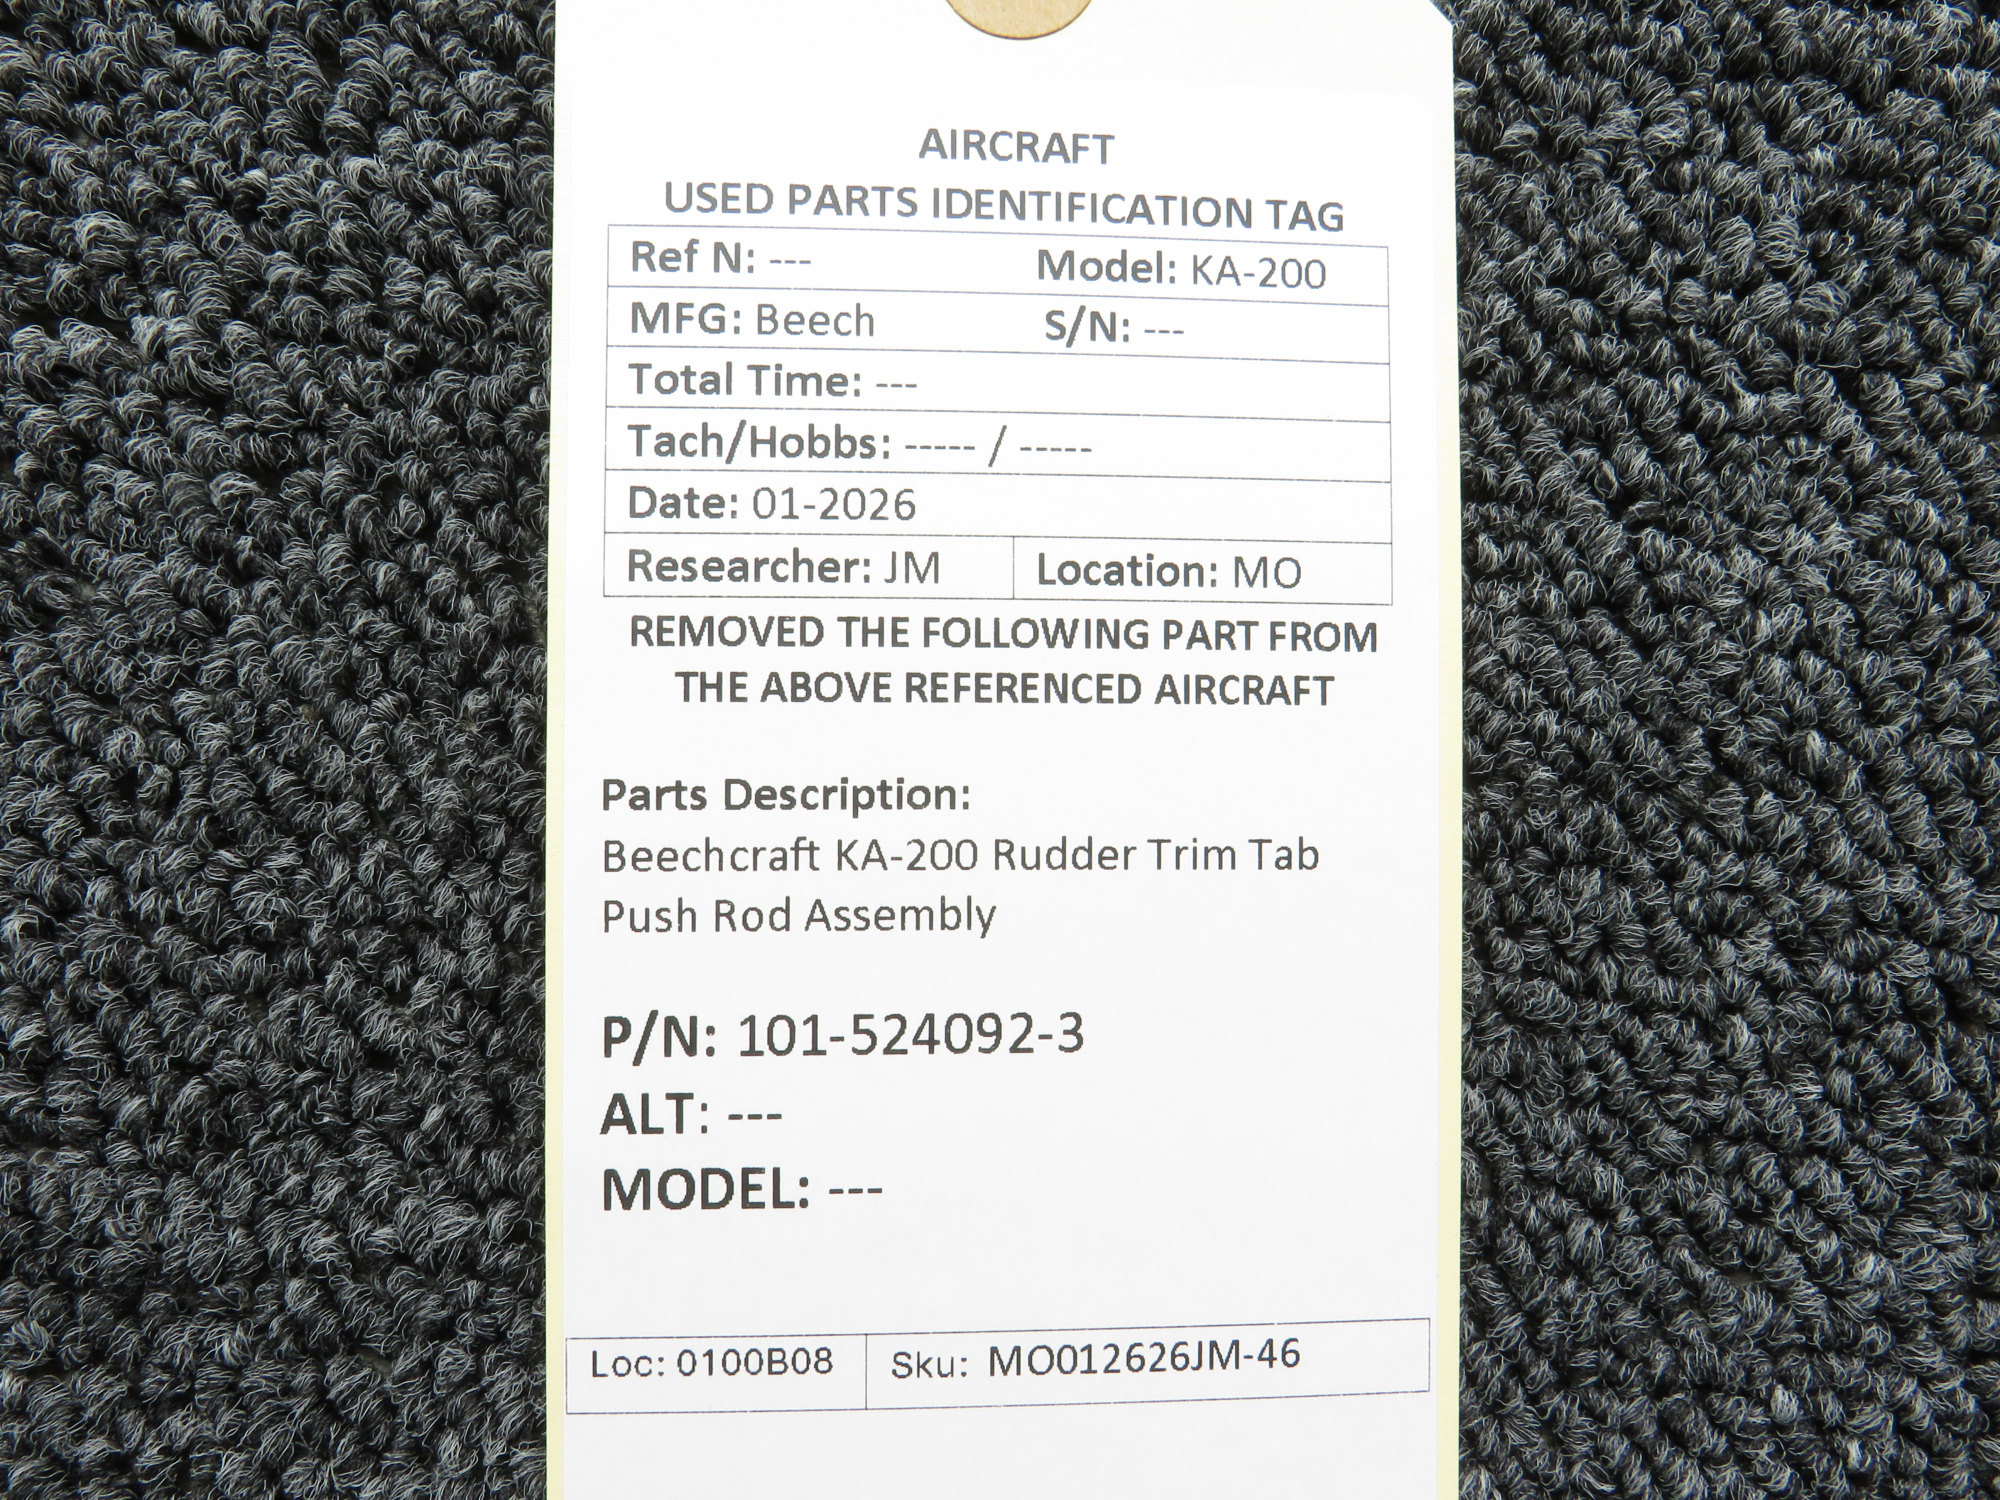 AIRCRAFT
USED PARTS IDENTIFICATION TAG
Ref N: --- Model: KA-200
MFG: Beech S/N: ---
Total Time: ---
Tach/Hobbs: ----- / -----
Date: 01-2026
Researcher: JM Location: MO
REMOVED THE FOLLOWING PART FROM
THE ABOVE REFERENCED AIRCRAFT
Parts Description:
Beechcraft KA-200 Rudder Trim Tab
Push Rod Assembly
P/N: 101-524092-3
ALT: ---
MODEL: ---
Loc: 0100B08 Sku: MO012626JM-46